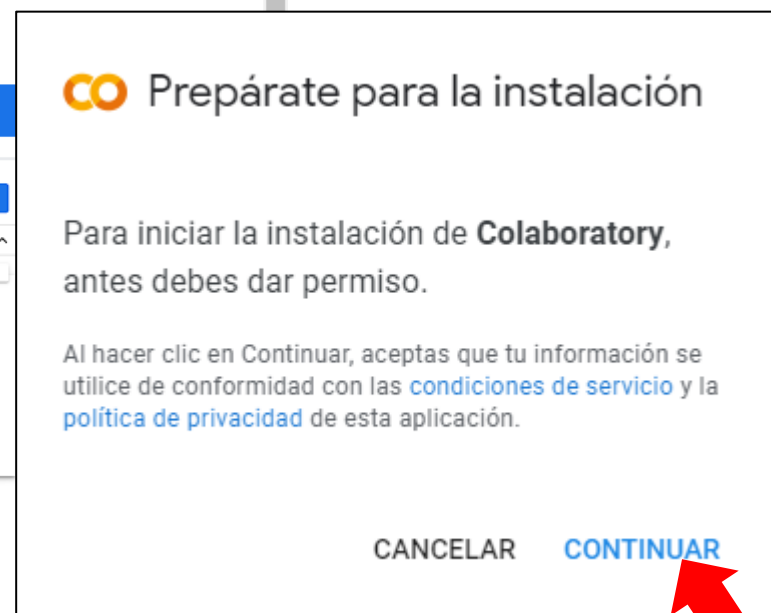 CO Prepárate para la instalación
Para iniciar la instalación de Colaboratory,
antes debes dar permiso.
Al hacer clic en Continuar, aceptas que tu información se
utilice de conformidad con las condiciones de servicio y la
política de privacidad de esta aplicación.
CANCELAR CONTINUAR